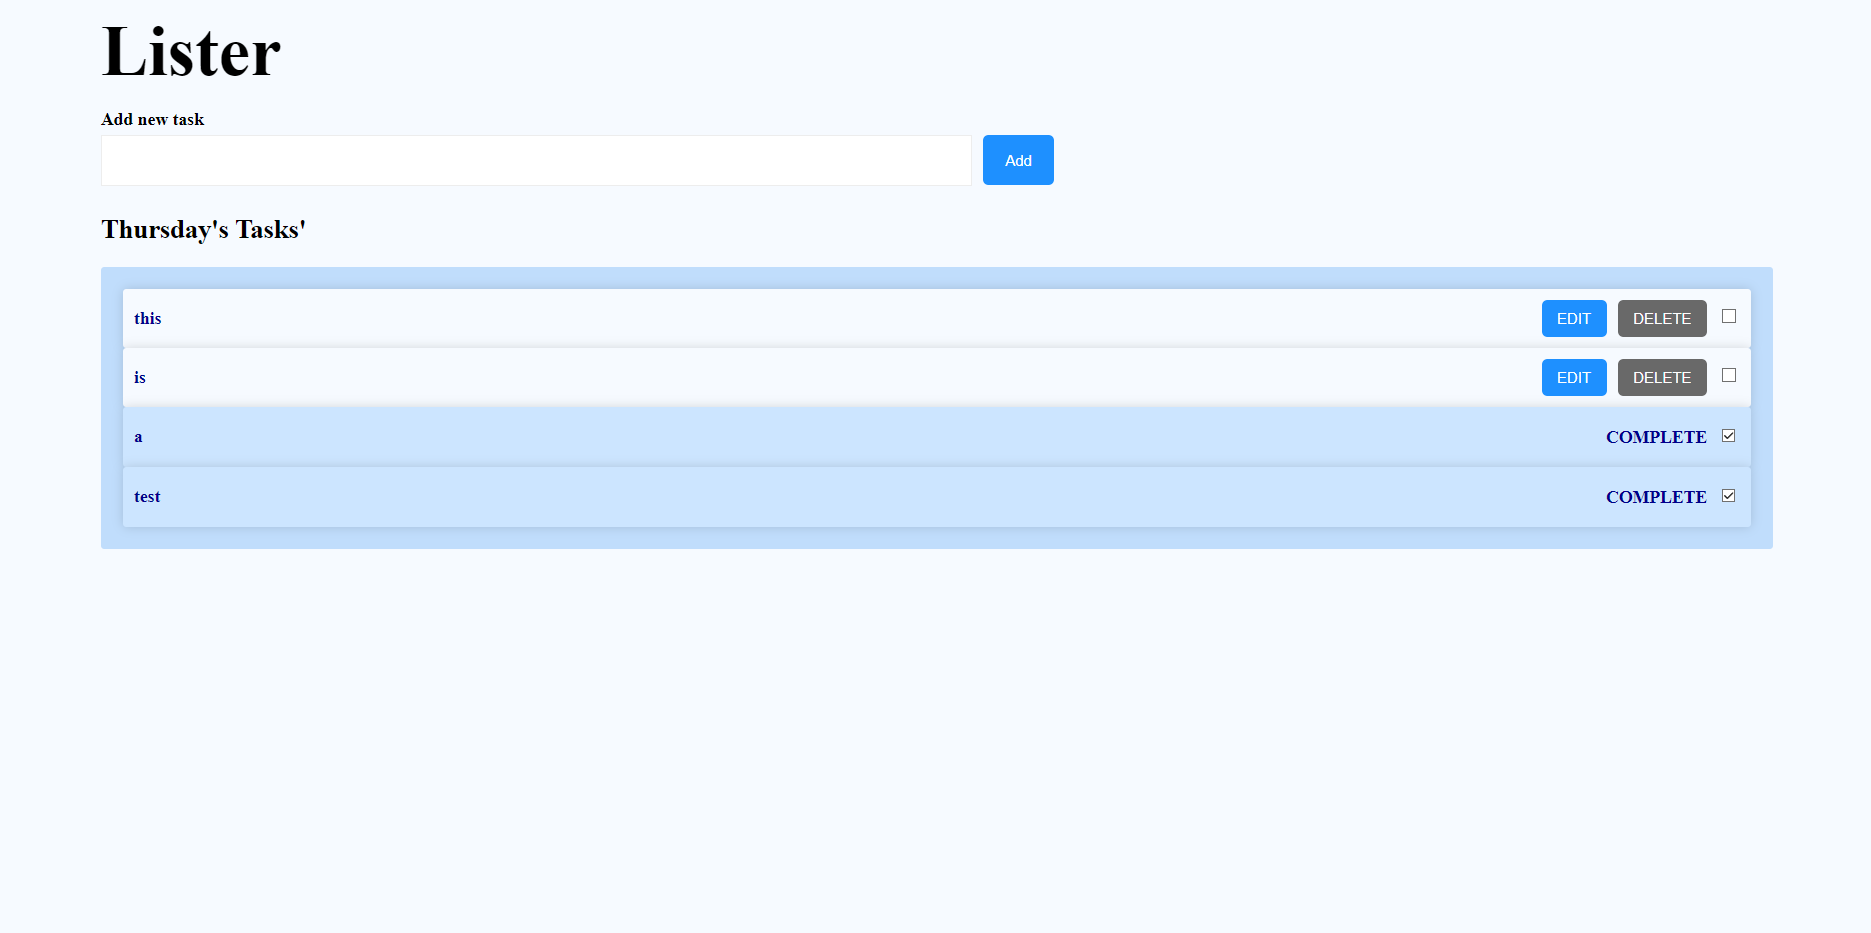 Lister
Add new task
Add
Thursday's Tasks'
this EDIT DELETE
is EDIT DELETE
a COMPLETE
test COMPLETE